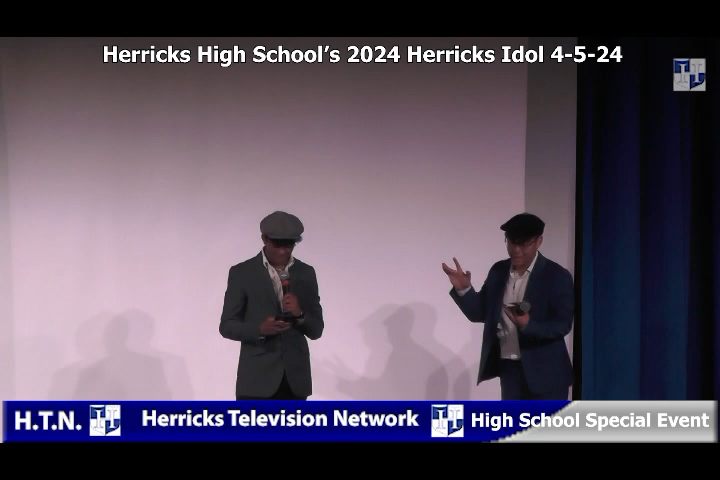 Herricks High School's 2024 Herricks Idol 4-5-24
H.T.N. Herricks Television Network High School Special Event